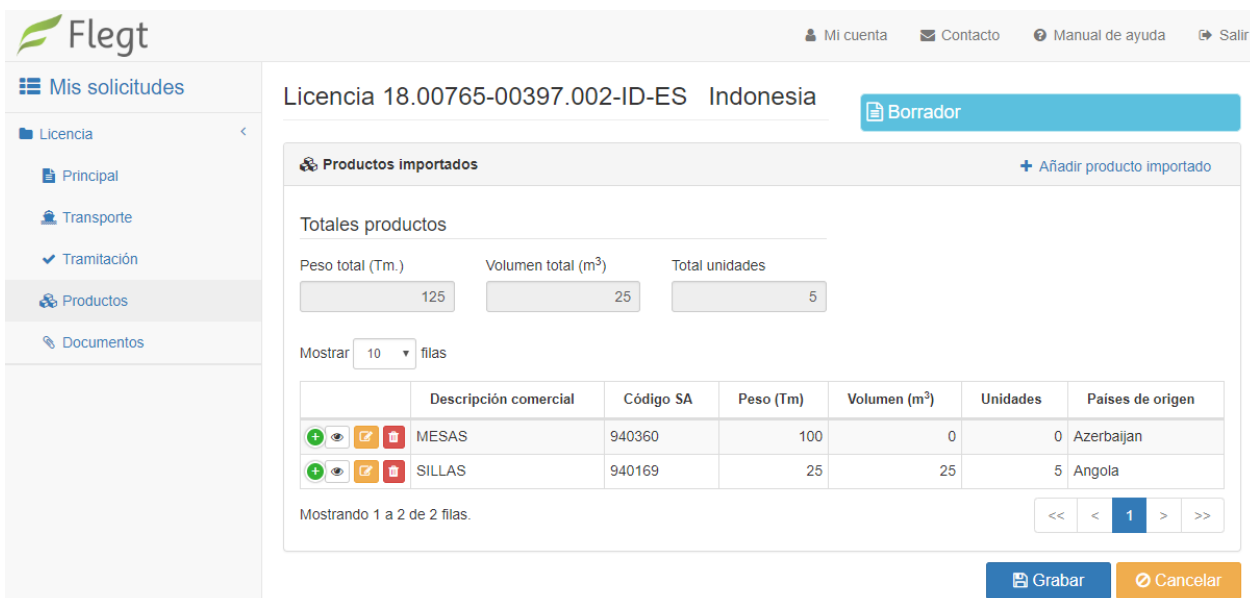 Flegt
Mi cuenta Contacto Manual de ayuda Salir
Mis solicitudes
Licencia
Principal
Transporte
Tramitación
Productos
Documentos
Licencia 18.00765-00397.002-ID-ES Indonesia
Borrador
Productos importados
+ Añadir producto importado
Totales productos
Peso total (Tm.) Volumen total (m³) Total unidades
125 25 5
Mostrar 10 filas
Descripción comercial Código SA Peso (Tm) Volumen (m³) Unidades Países de origen
MESAS 940360 100 0 0 Azerbaijan
SILLAS 940169 25 25 5 Angola
Mostrando 1 a 2 de 2 filas.
<< < 1 > >>
Grabar Cancelar